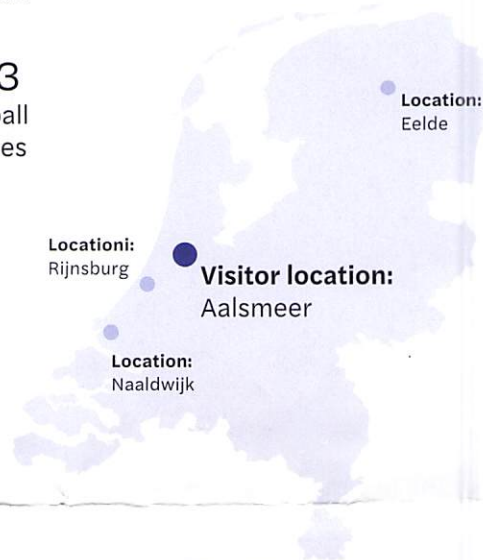 3
all
es
Location:
Eelde
Locationi:
Rijnsburg
Visitor location:
Aalsmeer
Location:
Naaldwijk